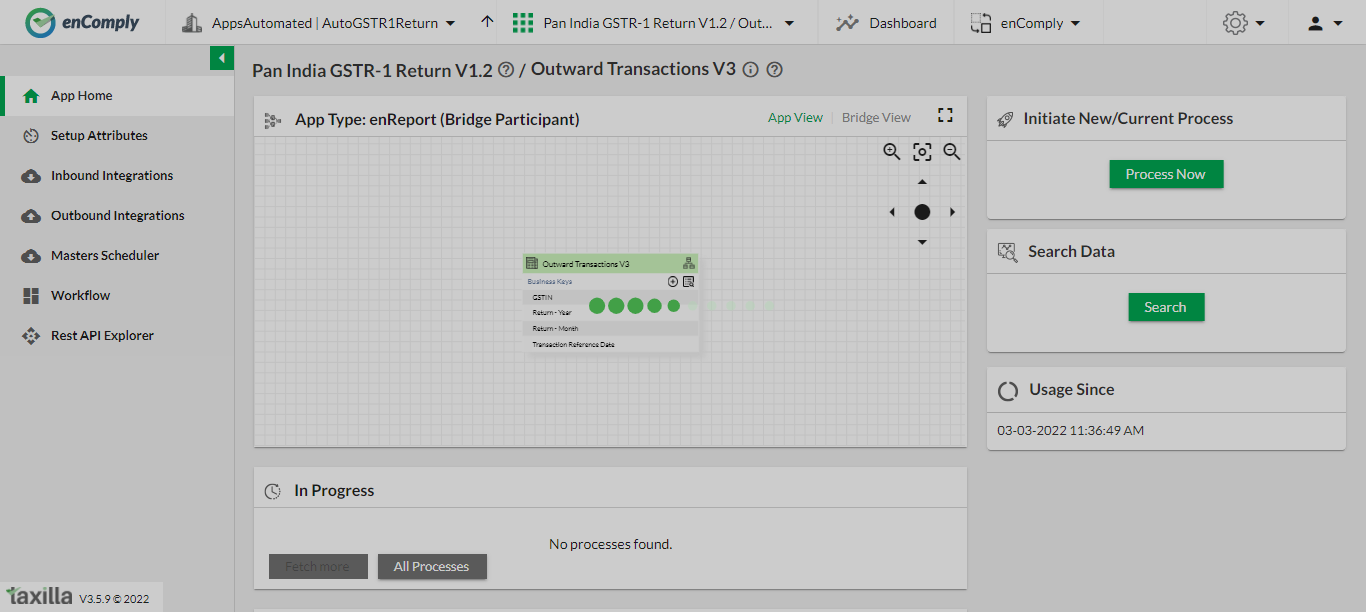 enComply
AppsAutomated | AutoGSTR1Return
Pan India GSTR-1 Return V1.2 / Out...
Dashboard
enComply
Pan India GSTR-1 Return V1.2 / Outward Transactions V3
App Home
Setup Attributes
Inbound Integrations
Outbound Integrations
Masters Scheduler
Workflow
Rest API Explorer
App Type: enReport (Bridge Participant)
App View | Bridge View
Outward Transactions V3
Business Keys
GSTIN
Return - Year
Return - Month
Transaction Reference Date
Initiate New/Current Process
Process Now
Search Data
Search
Usage Since
03-03-2022 11:36:49 AM
In Progress
No processes found.
Fetch more
All Processes
taxilla V3.5.9 © 2022